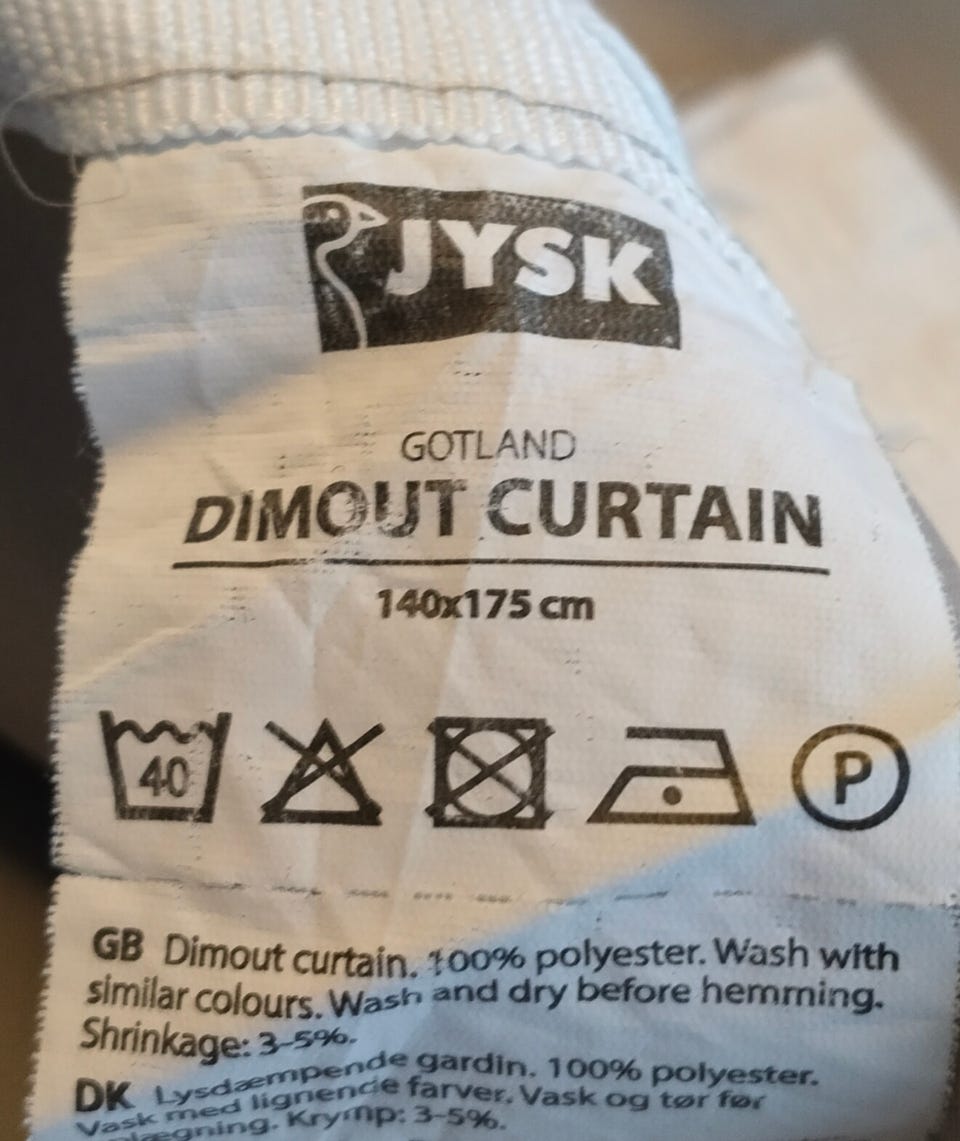 JYSK
GOTLAND
DIMOUT CURTAIN
140x175 cm
40
P
GB Dimout curtain. 100% polyester. Wash with
similar colours. Wash and dry before hemming.
Shrinkage: 3-5%.
DK Lysdæmpende gardin. 100% polyester.
Vask med lignende farver. Vask og tør før
Krymp: 3-5%.